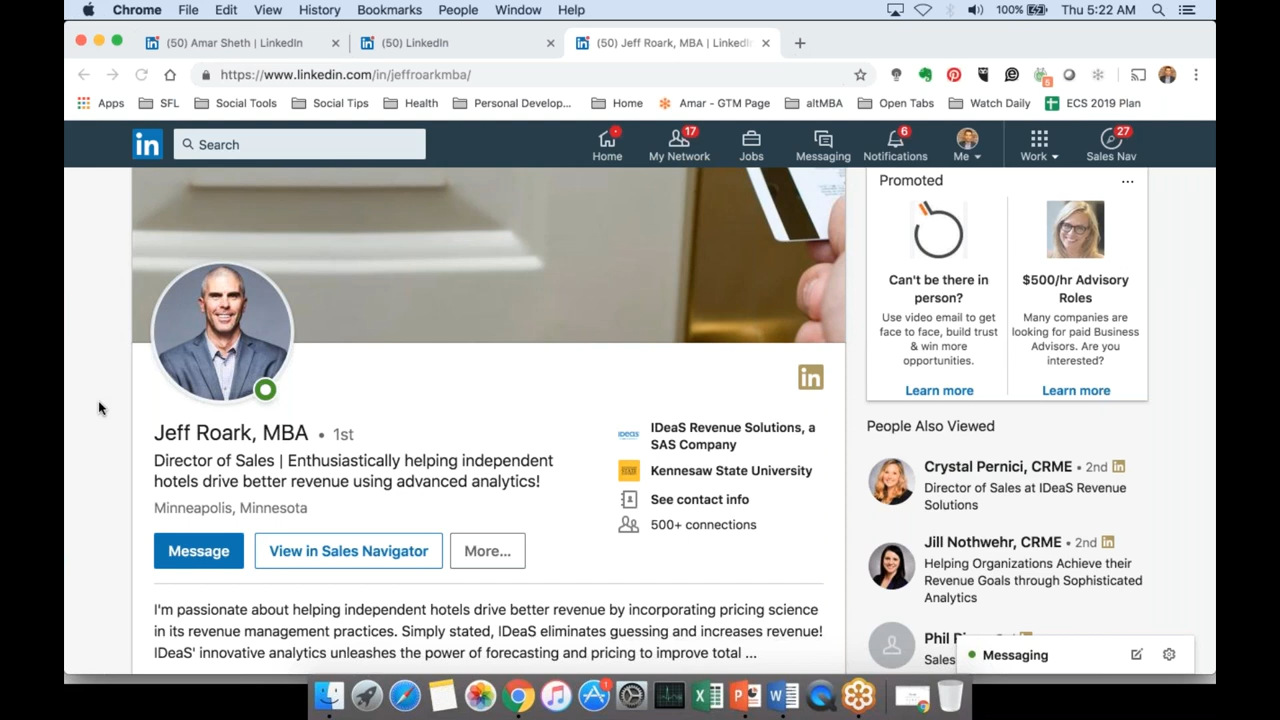 Chrome File Edit View History Bookmarks People Window Help 100% Thu 5:22 AM
(50) Amar Sheth | LinkedIn (50) LinkedIn (50) Jeff Roark, MBA | LinkedIn
https://www.linkedin.com/in/jeffroarkmba/
Apps SFL Social Tools Social Tips Health Personal Develop... Home Amar - GTM Page altMBA Open Tabs Watch Daily ECS 2019 Plan
5
in Search
17 6 27
Home My Network Jobs Messaging Notifications Me Work Sales Nav
Promoted ...
Can't be there in
person?
Use video email to get
face to face, build trust
& win more
opportunities.
Learn more
$500/hr Advisory
Roles
Many companies are
looking for paid Business
Advisors. Are you
interested?
Learn more
in
Jeff Roark, MBA • 1st
Director of Sales | Enthusiastically helping independent
hotels drive better revenue using advanced analytics!
Minneapolis, Minnesota
Message View in Sales Navigator More...
IDeaS Revenue Solutions, a
SAS Company
Kennesaw State University
See contact info
500+ connections
I'm passionate about helping independent hotels drive better revenue by incorporating pricing science
in its revenue management practices. Simply stated, IDeaS eliminates guessing and increases revenue!
IDeaS' innovative analytics unleashes the power of forecasting and pricing to improve total ...
People Also Viewed
Crystal Pernici, CRME • 2nd in
Director of Sales at IDeaS Revenue
Solutions
Jill Nothwehr, CRME • 2nd in
Helping Organizations Achieve their
Revenue Goals through Sophisticated
Analytics
Phil
Sales
Messaging
1